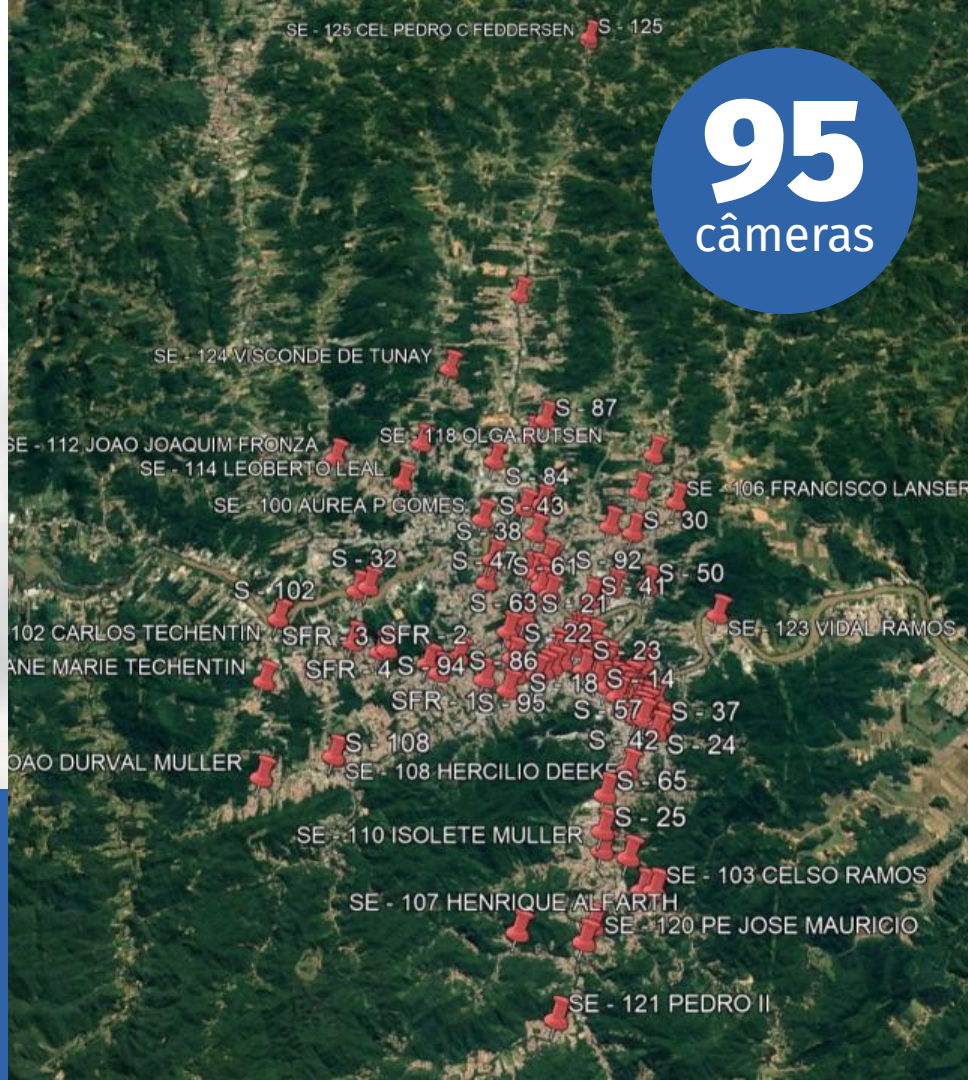 SE - 125 CEL PEDRO C FEDDERSEN
S - 125
95
câmeras
SE - 124 VISCONDE DE TUNAY
S - 87
SE - 118 OLGA RUTSEN
SE - 112 JOAO JOAQUIM FRONZA
SE - 114 LEOBERTO LEAL
S - 84
SE - 106 FRANCISCO LANSER
SE - 100 AUREA P GOMES
S - 43
S - 30
S - 38
S - 32
S - 47
S - 61
S - 92
S - 50
S - 41
S - 102
S - 63
S - 21
102 CARLOS TECHENTIN
SFR - 3
SFR - 2
S - 22
SE - 123 VIDAL RAMOS
S - 23
ANE MARIE TECHENTIN
SFR - 4
S - 94
S - 86
S - 18
S - 14
SFR - 1
S - 95
S - 57
S - 37
S - 108
S - 42
S - 24
OAO DURVAL MULLER
SE - 108 HERCILIO DEEKE
S - 65
S - 25
SE - 110 ISOLETE MULLER
SE - 103 CELSO RAMOS
SE - 107 HENRIQUE ALFARTH
SE - 120 PE JOSE MAURICIO
SE - 121 PEDRO II